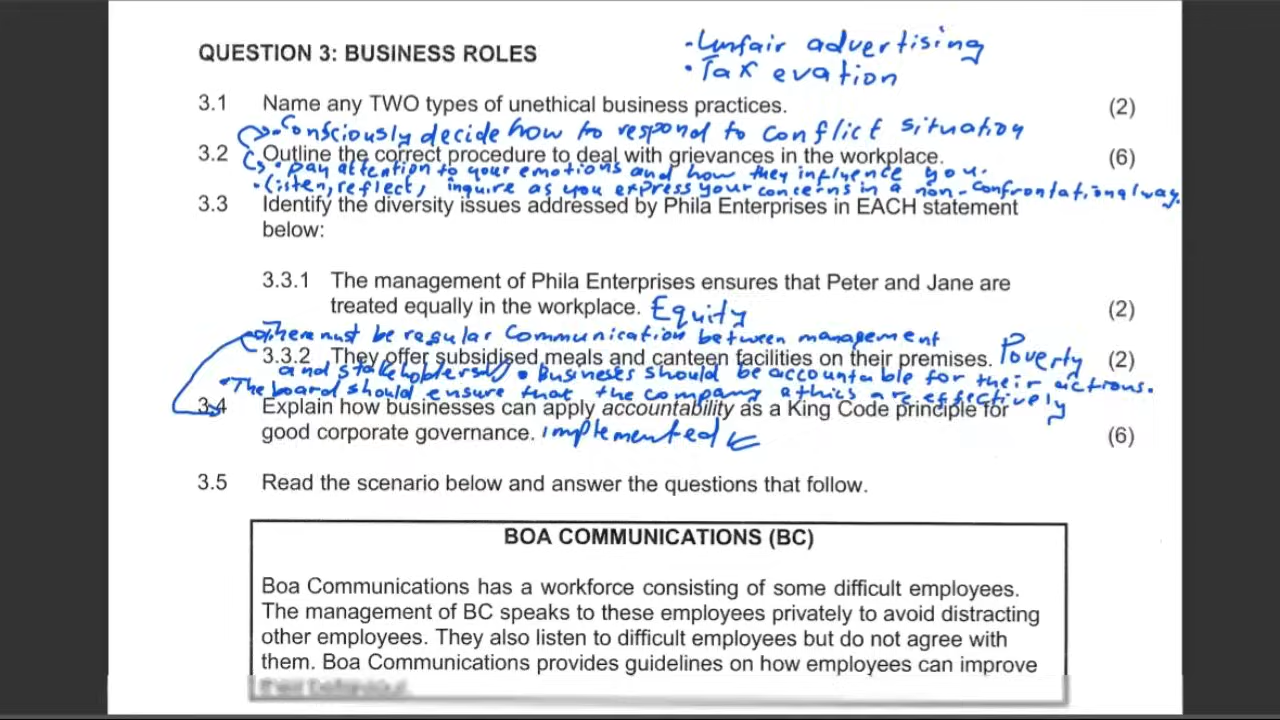 · Unfair advertising
QUESTION 3: BUSINESS ROLES
· Tax evation
3.1 Name any TWO types of unethical business practices. (2)
· Consciously decide how to respond to conflict situation
3.2 Outline the correct procedure to deal with grievances in the workplace. (6)
· pay attention to your emotions and how they influence you.
· Listen, reflect, inquire as you express your concerns in a non-confrontational way.
3.3 Identify the diversity issues addressed by Phila Enterprises in EACH statement
below:
3.3.1 The management of Phila Enterprises ensures that Peter and Jane are
treated equally in the workplace. Equity (2)
There must be regular communication between management
3.3.2 They offer subsidised meals and canteen facilities on their premises. Poverty (2)
and stakeholders · Businesses should be accountable for their actions.
· The board should ensure that the company athics are effectively
3.4 Explain how businesses can apply accountability as a King Code principle for
good corporate governance. implemented (6)
3.5 Read the scenario below and answer the questions that follow.
BOA COMMUNICATIONS (BC)
Boa Communications has a workforce consisting of some difficult employees.
The management of BC speaks to these employees privately to avoid distracting
other employees. They also listen to difficult employees but do not agree with
them. Boa Communications provides guidelines on how employees can improve